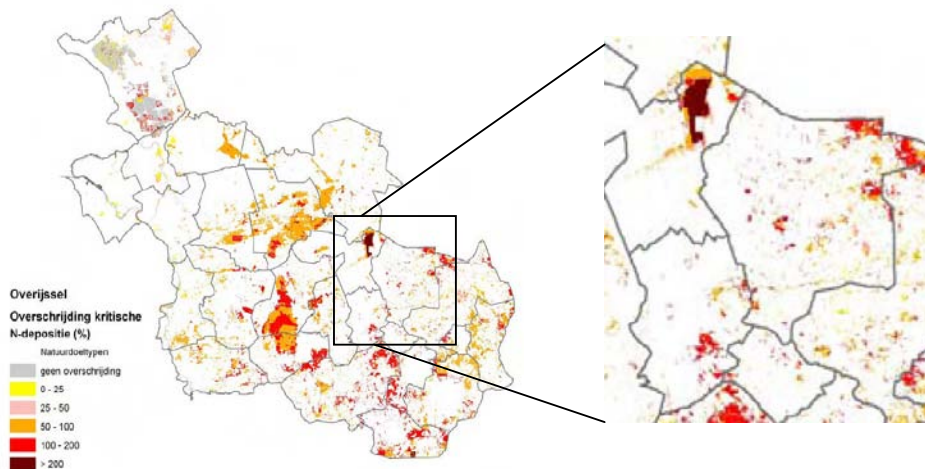 Overijssel
Overschrijding kritische
N-depositie (%)
Natuurdoeltypen
geen overschrijding
0 - 25
25 - 50
50 - 100
100 - 200
> 200